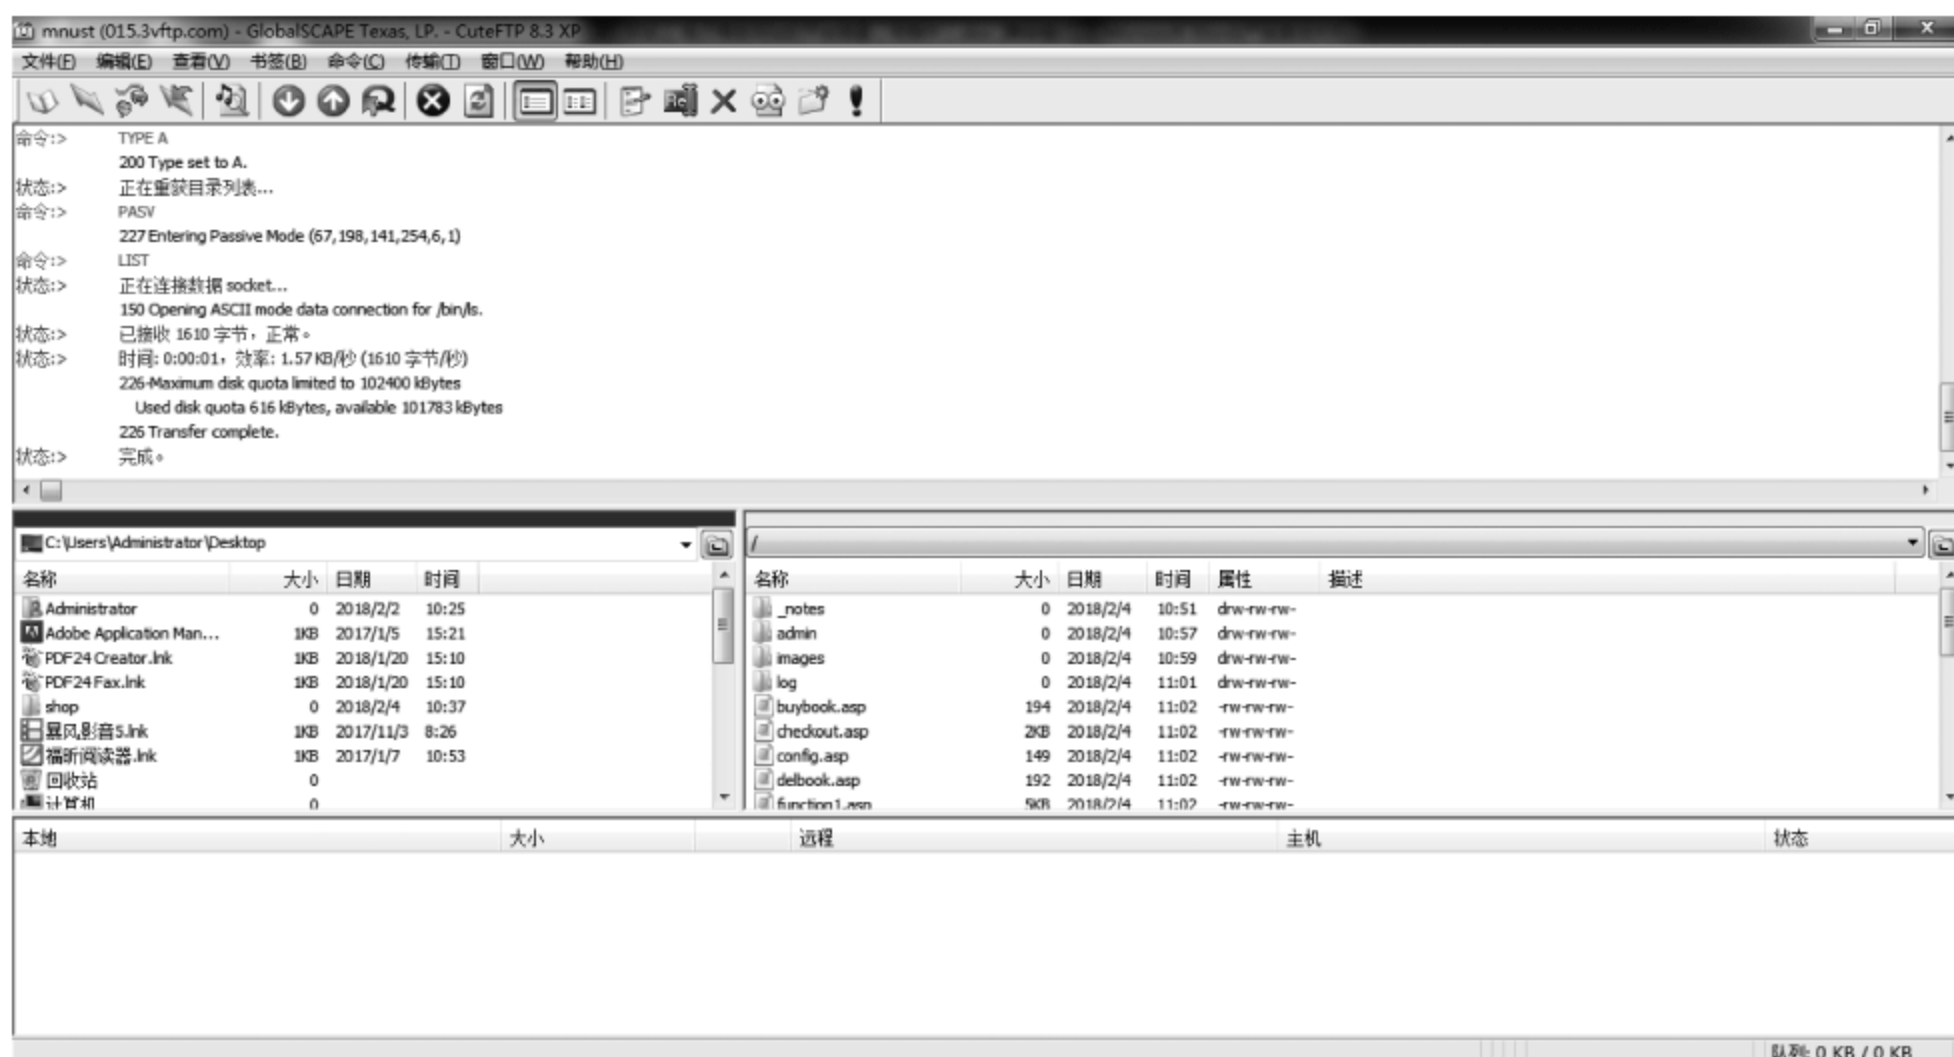 mnust (015.3vftp.com) - GlobalSCAPE Texas, LP. - CuteFTP 8.3 XP
文件(F) 编辑(E) 查看(V) 书签(B) 命令(C) 传输(T) 窗口(W) 帮助(H)
命令:> TYPE A
200 Type set to A.
状态:> 正在重获目录列表...
命令:> PASV
227 Entering Passive Mode (67,198,141,254,6,1)
命令:> LIST
状态:> 正在连接数据 socket...
150 Opening ASCII mode data connection for /bin/ls.
状态:> 已接收 1610 字节，正常。
状态:> 时间: 0:00:01，效率: 1.57 KB/秒 (1610 字节/秒)
226-Maximum disk quota limited to 102400 kBytes
Used disk quota 616 kBytes, available 101783 kBytes
226 Transfer complete.
状态:> 完成。
C:\Users\Administrator\Desktop
名称 大小 日期 时间
Administrator 0 2018/2/2 10:25
Adobe Application Man... 1KB 2017/1/5 15:21
PDF24 Creator.lnk 1KB 2018/1/20 15:10
PDF24 Fax.lnk 1KB 2018/1/20 15:10
shop 0 2018/2/4 10:37
暴风影音5.lnk 1KB 2017/11/3 8:26
福昕阅读器.lnk 1KB 2017/1/7 10:53
回收站 0
计算机 0
/
名称 大小 日期 时间 属性 描述
_notes 0 2018/2/4 10:51 drw-rw-rw-
admin 0 2018/2/4 10:57 drw-rw-rw-
images 0 2018/2/4 10:59 drw-rw-rw-
log 0 2018/2/4 11:01 drw-rw-rw-
buybook.asp 194 2018/2/4 11:02 -rw-rw-rw-
checkout.asp 2KB 2018/2/4 11:02 -rw-rw-rw-
config.asp 149 2018/2/4 11:02 -rw-rw-rw-
delbook.asp 192 2018/2/4 11:02 -rw-rw-rw-
function1.asp 5KB 2018/2/4 11:02 -rw-rw-rw-
本地 大小 远程 主机 状态
队列: 0 KB / 0 KB